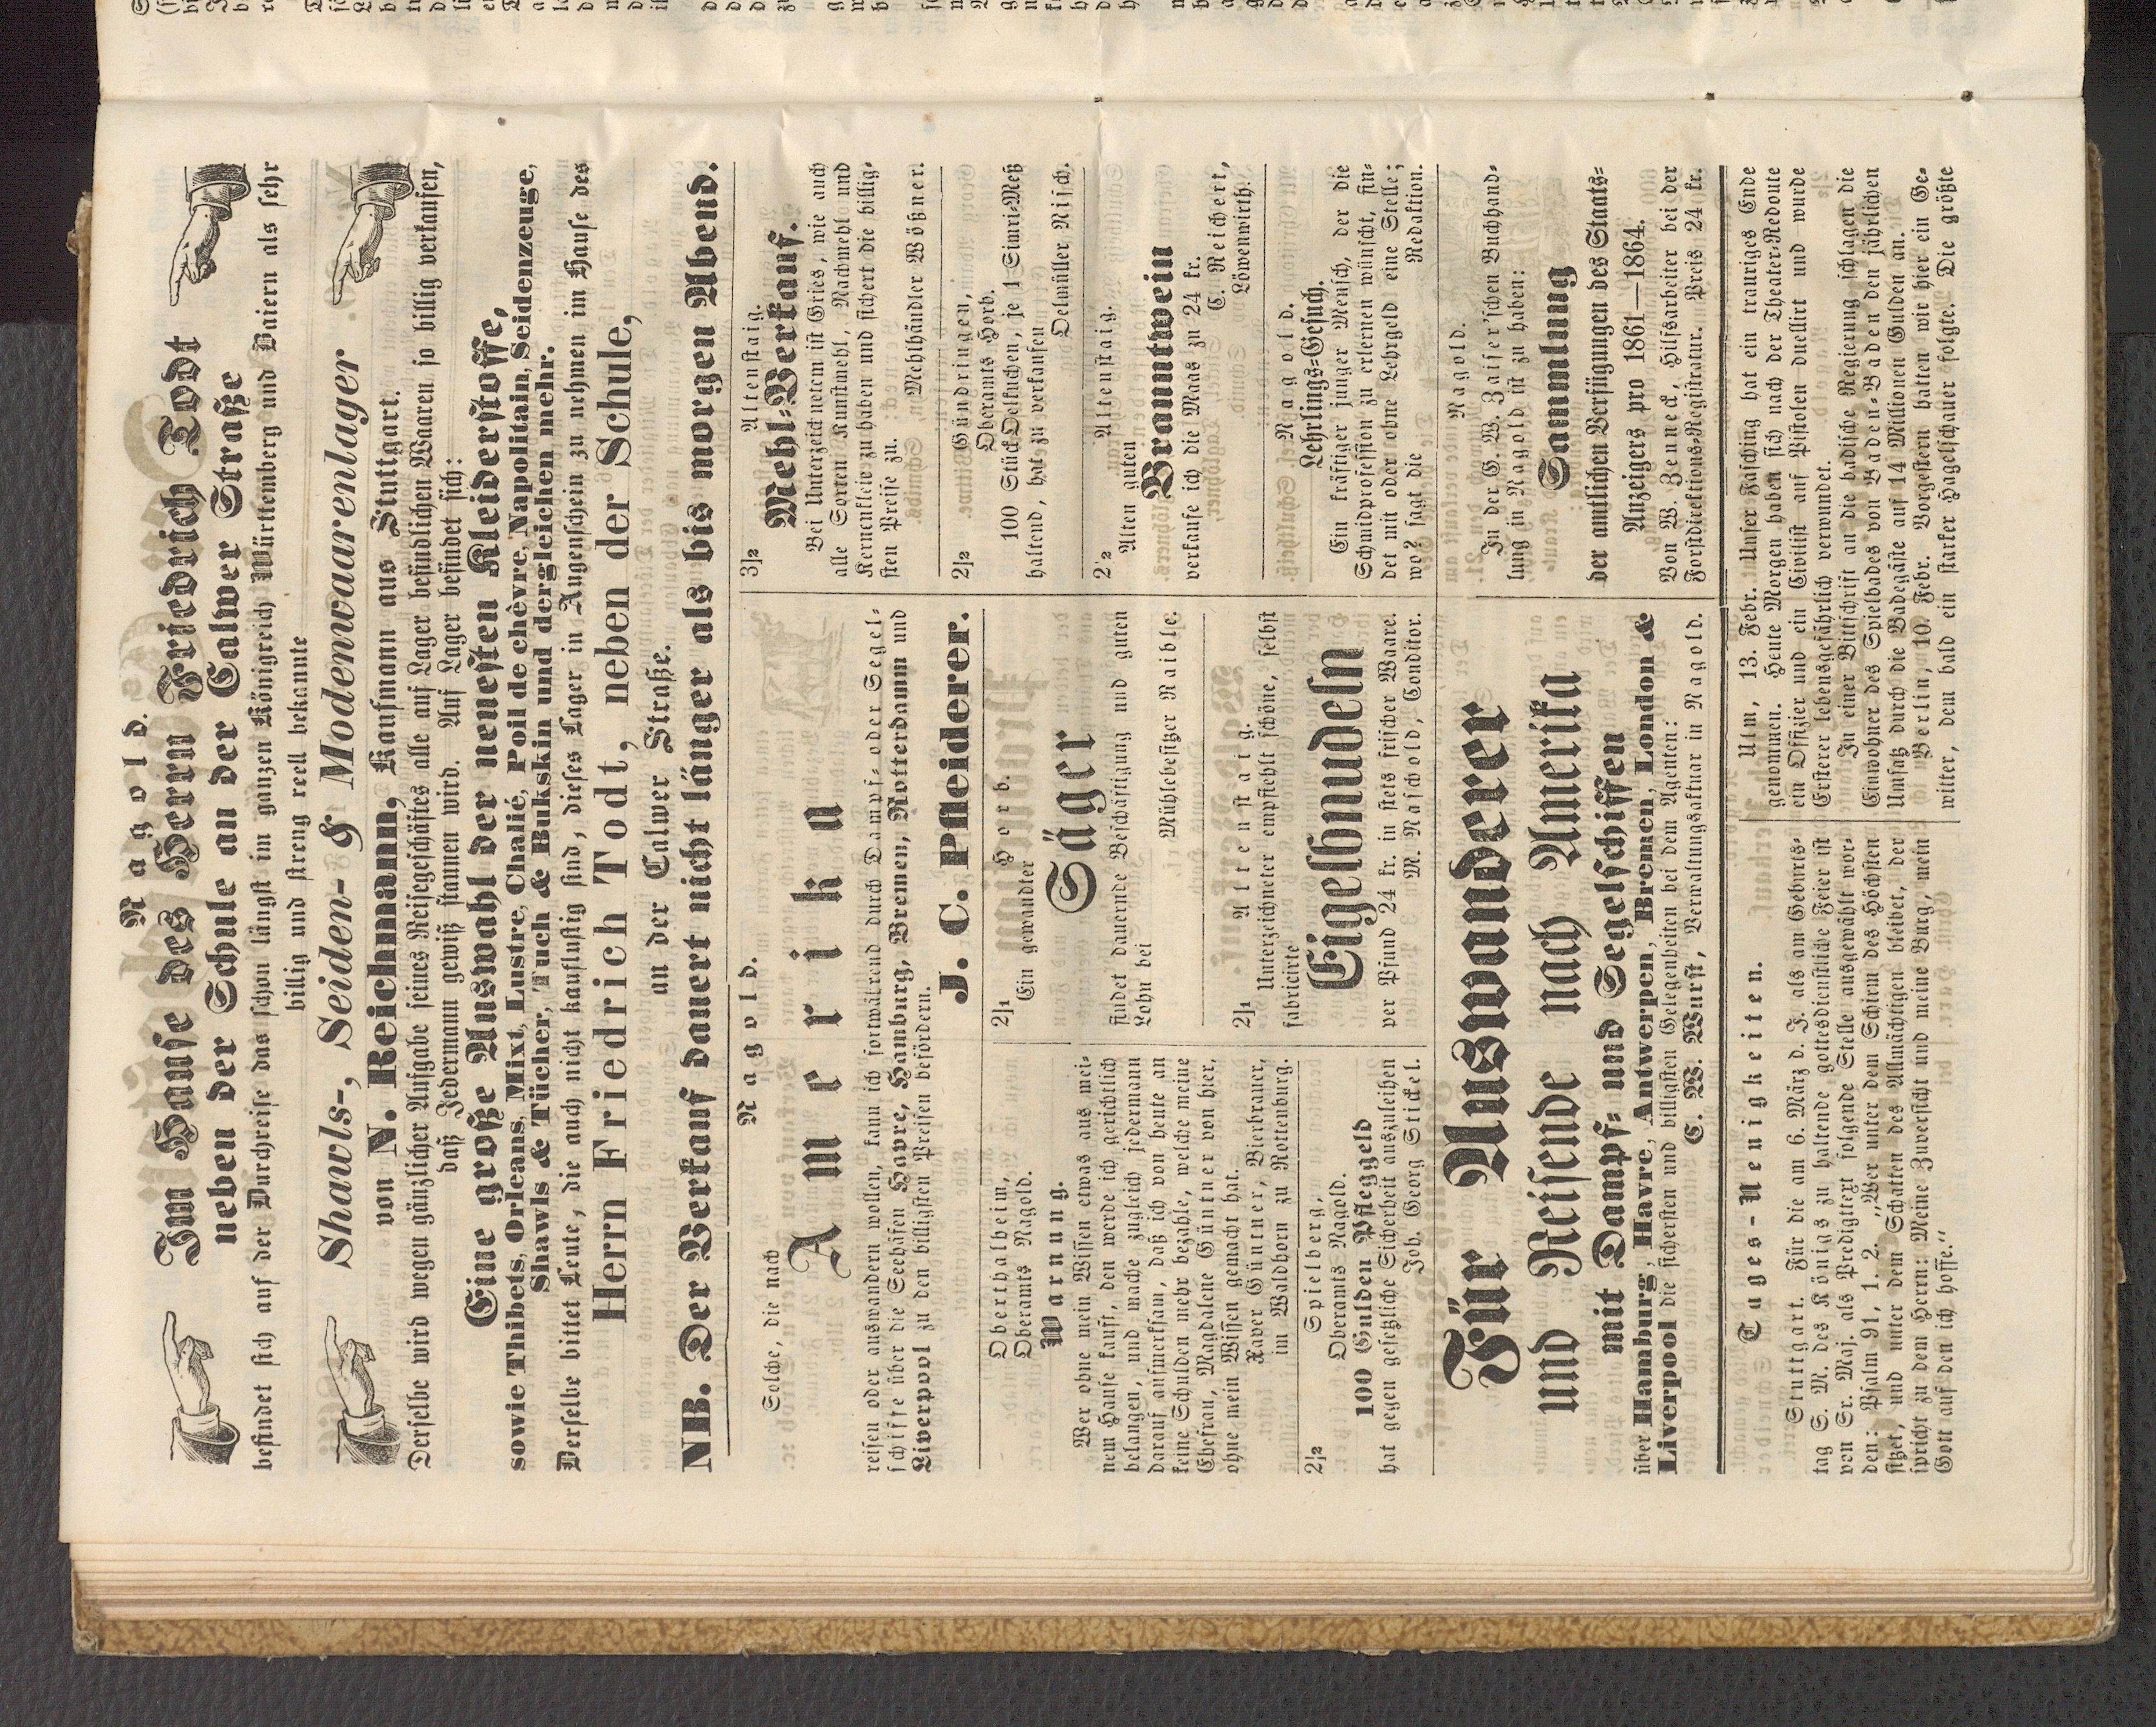 Nagold.
Im Hause des Herrn Friedrich Todt
neben der Schule an der Calwer Straße
befindet sich auf der Durchreise das schon längst im ganzen Königreich Württemberg und Baiern als sehr
billig und streng reell bekannte
Shawls-, Seiden- & Modenwaarenlager
von N. Reichmann, Kaufmann aus Stuttgart.
Derselbe wird wegen gänzlicher Aufgabe seines Reisegeschäftes alle auf Lager befindlichen Waaren so billig verkaufen,
daß Jedermann gewiß staunen wird. Auf Lager befindet sich:
Eine große Auswahl der neuesten Kleiderstoffe,
sowie Thibets, Orleans, Mixt, Lustre, Chalié, Poil de chèvre, Napolitain, Seidenzeuge,
Shawls & Tücher, Tuch & Bukskin und dergleichen mehr.
Derselbe bittet Leute, die auch nicht kauflustig sind, dieses Lager in Augenschein zu nehmen im Hause des
Herrn Friedrich Todt, neben der Schule,
an der Calwer Straße.
NB. Der Verkauf dauert nicht länger als bis morgen Abend.
Nagold.
Solche, die nach
Amerika
reisen oder auswandern wollen, kann ich fortwährend durch Dampf- oder Segel-
schiffe über die Seehäfen Havre, Hamburg, Bremen, Rotterdamm und
Liverpool zu den billigsten Preisen befördern.
J. C. Pfleiderer.
Oberthalheim,
Oberamts Nagold.
Warnung.
Wer ohne mein Wissen etwas aus mei-
nem Hause kauft, den werde ich gerichtlich
belangen, und mache zugleich jedermann
darauf aufmerksam, daß ich von heute an
keine Schulden mehr bezahle, welche meine
Ehefrau, Magdalene Güntner von hier,
ohne mein Wissen gemacht hat.
Xaver Güntner, Bierbrauer,
im Waldhorn zu Rottenburg.
2|2 Spielberg,
Oberamts Nagold.
100 Gulden Pfleggeld
hat gegen gesetzliche Sicherheit auszuleihen
Joh. Georg Stickel.
2|1 Horb.
Ein gewandter
Säger
findet dauernde Beschäftigung und guten
Lohn bei
Mühlebesitzer Raible.
2|1 Altenstaig.
Unterzeichneter empfiehlt schöne, selbst
fabricirte
Eigelbnudeln
per Pfund 24 kr. in stets frischer Waare.
M. Naschold, Conditor.
3|2 Altenstaig.
Mehl-Verkauf.
Bei Unterzeichnetem ist Gries, wie auch
alle Sorten Kunstmehl, Nachmehl und
Kernenkleie zu haben und sichert die billig-
sten Preise zu.
Mehlhändler Wößner.
2|2 Gündringen,
Oberamts Horb.
100 Stück Oelkuchen, je 1 Simri-Meß
haltend, hat zu verkaufen
Oelmüller Nisch.
2|2 Altenstaig.
Alten guten
Branntwein
verkaufe ich die Maas zu 24 kr.
C. Reichert,
Löwenwirth.
Nagold.
Lehrlings-Gesuch.
Ein kräftiger junger Mensch, der die
Schmidprofession zu erlernen wünscht, fin-
det mit oder ohne Lehrgeld eine Stelle;
wo? sagt die Redaktion.
Für Auswanderer
und Reisende nach Amerika
mit Dampf- und Segelschiffen
über Hamburg, Havre, Antwerpen, Bremen, London &
Liverpool die sichersten und billigsten Gelegenheiten bei dem Agenten:
C. W. Wurst, Verwaltungsaktuar in Nagold.
Nagold.
In der G. W. Zaiser'schen Buchhand-
lung in Nagold ist zu haben:
Sammlung
der amtlichen Verfügungen des Staats-
Anzeigers pro 1861—1864.
Von W. Zenneck, Hilfsarbeiter bei der
Forstdirektions-Registratur. Preis 24 kr.
Tages-Neuigkeiten.
Stuttgart. Für die am 6. März d. J. als am Geburts-
tag S. M. des Königs zu haltende gottesdienstliche Feier ist
von Sr. Maj. als Predigttext folgende Stelle ausgewählt wor-
den: Psalm 91, 1. 2. „Wer unter dem Schirm des Höchsten
sitzet, und unter dem Schatten des Allmächtigen bleibet, der
spricht zu dem Herrn: Meine Zuversicht und meine Burg, mein
Gott auf den ich hoffe.“
Ulm, 13. Febr. Unser Fasching hat ein trauriges Ende
genommen. Heute Morgen haben sich nach der Theater-Redoute
ein Offizier und ein Civilist auf Pistolen duellirt und wurde
Ersterer lebensgefährlich verwundet.
In einer Bittschrift an die badische Regierung schlagen die
Einwohner des Spielbades von Baden-Baden den jährlichen
Umsatz durch die Badegäste auf 14 Millionen Gulden an.
Berlin, 10. Febr. Vorgestern hatten wir hier ein Ge-
witter, dem bald ein starker Hagelschauer folgte. Die größte